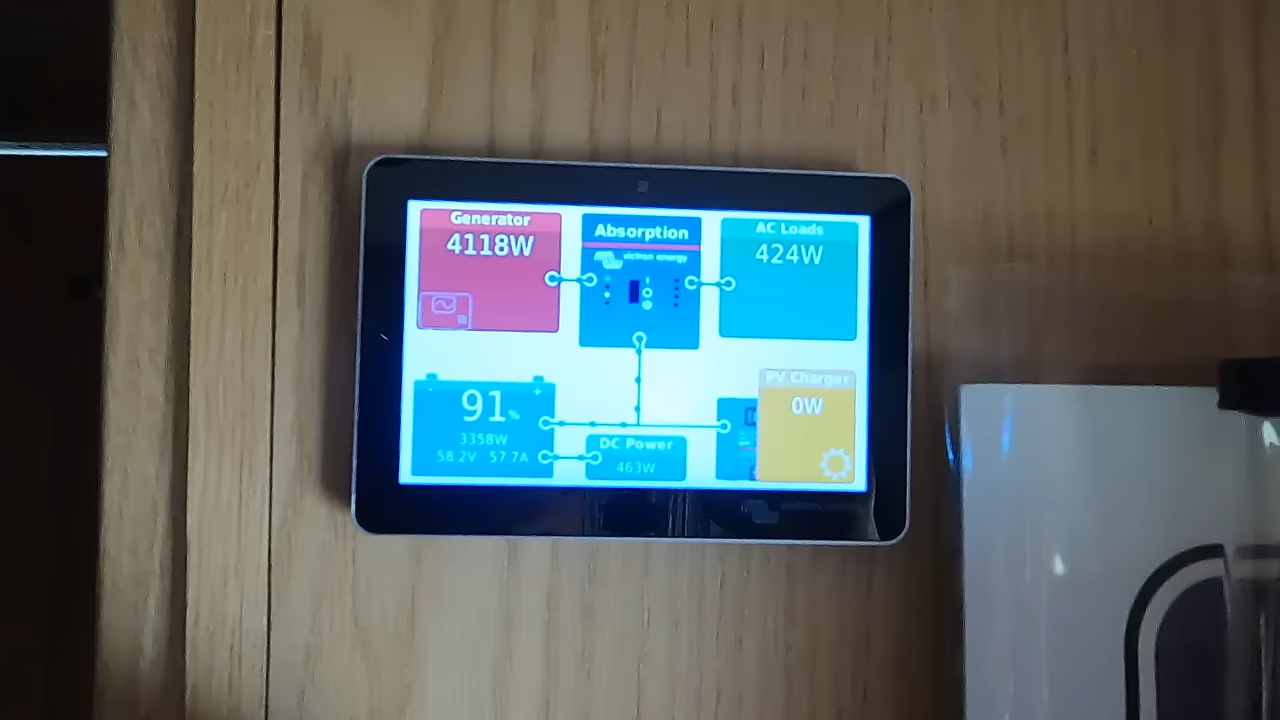 Generator
4118W
Absorption
victron energy
AC Loads
424W
91%
3358W
58.2V 57.7A
DC Power
463W
PV Charger
0W